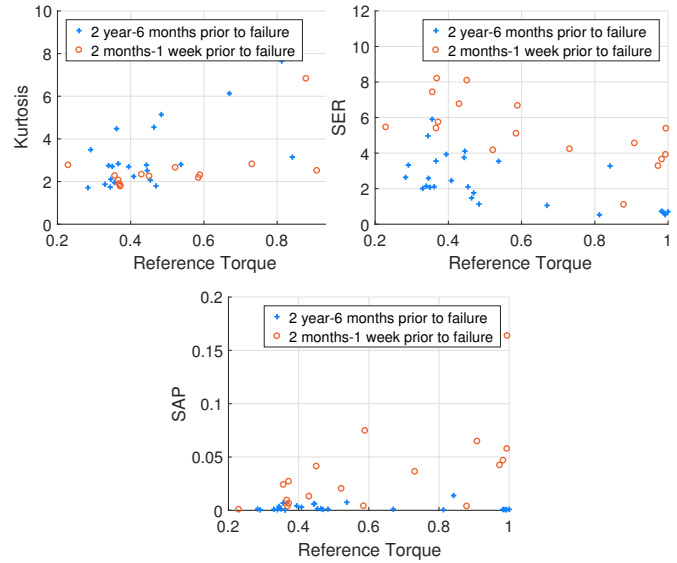 2 year-6 months prior to failure
2 months-1 week prior to failure
Kurtosis
10
8
6
4
2
0
0.2 0.4 0.6 0.8
Reference Torque
2 year-6 months prior to failure
2 months-1 week prior to failure
SER
12
10
8
6
4
2
0
0.2 0.4 0.6 0.8 1
Reference Torque
2 year-6 months prior to failure
2 months-1 week prior to failure
SAP
0.2
0.15
0.1
0.05
0
0.2 0.4 0.6 0.8 1
Reference Torque